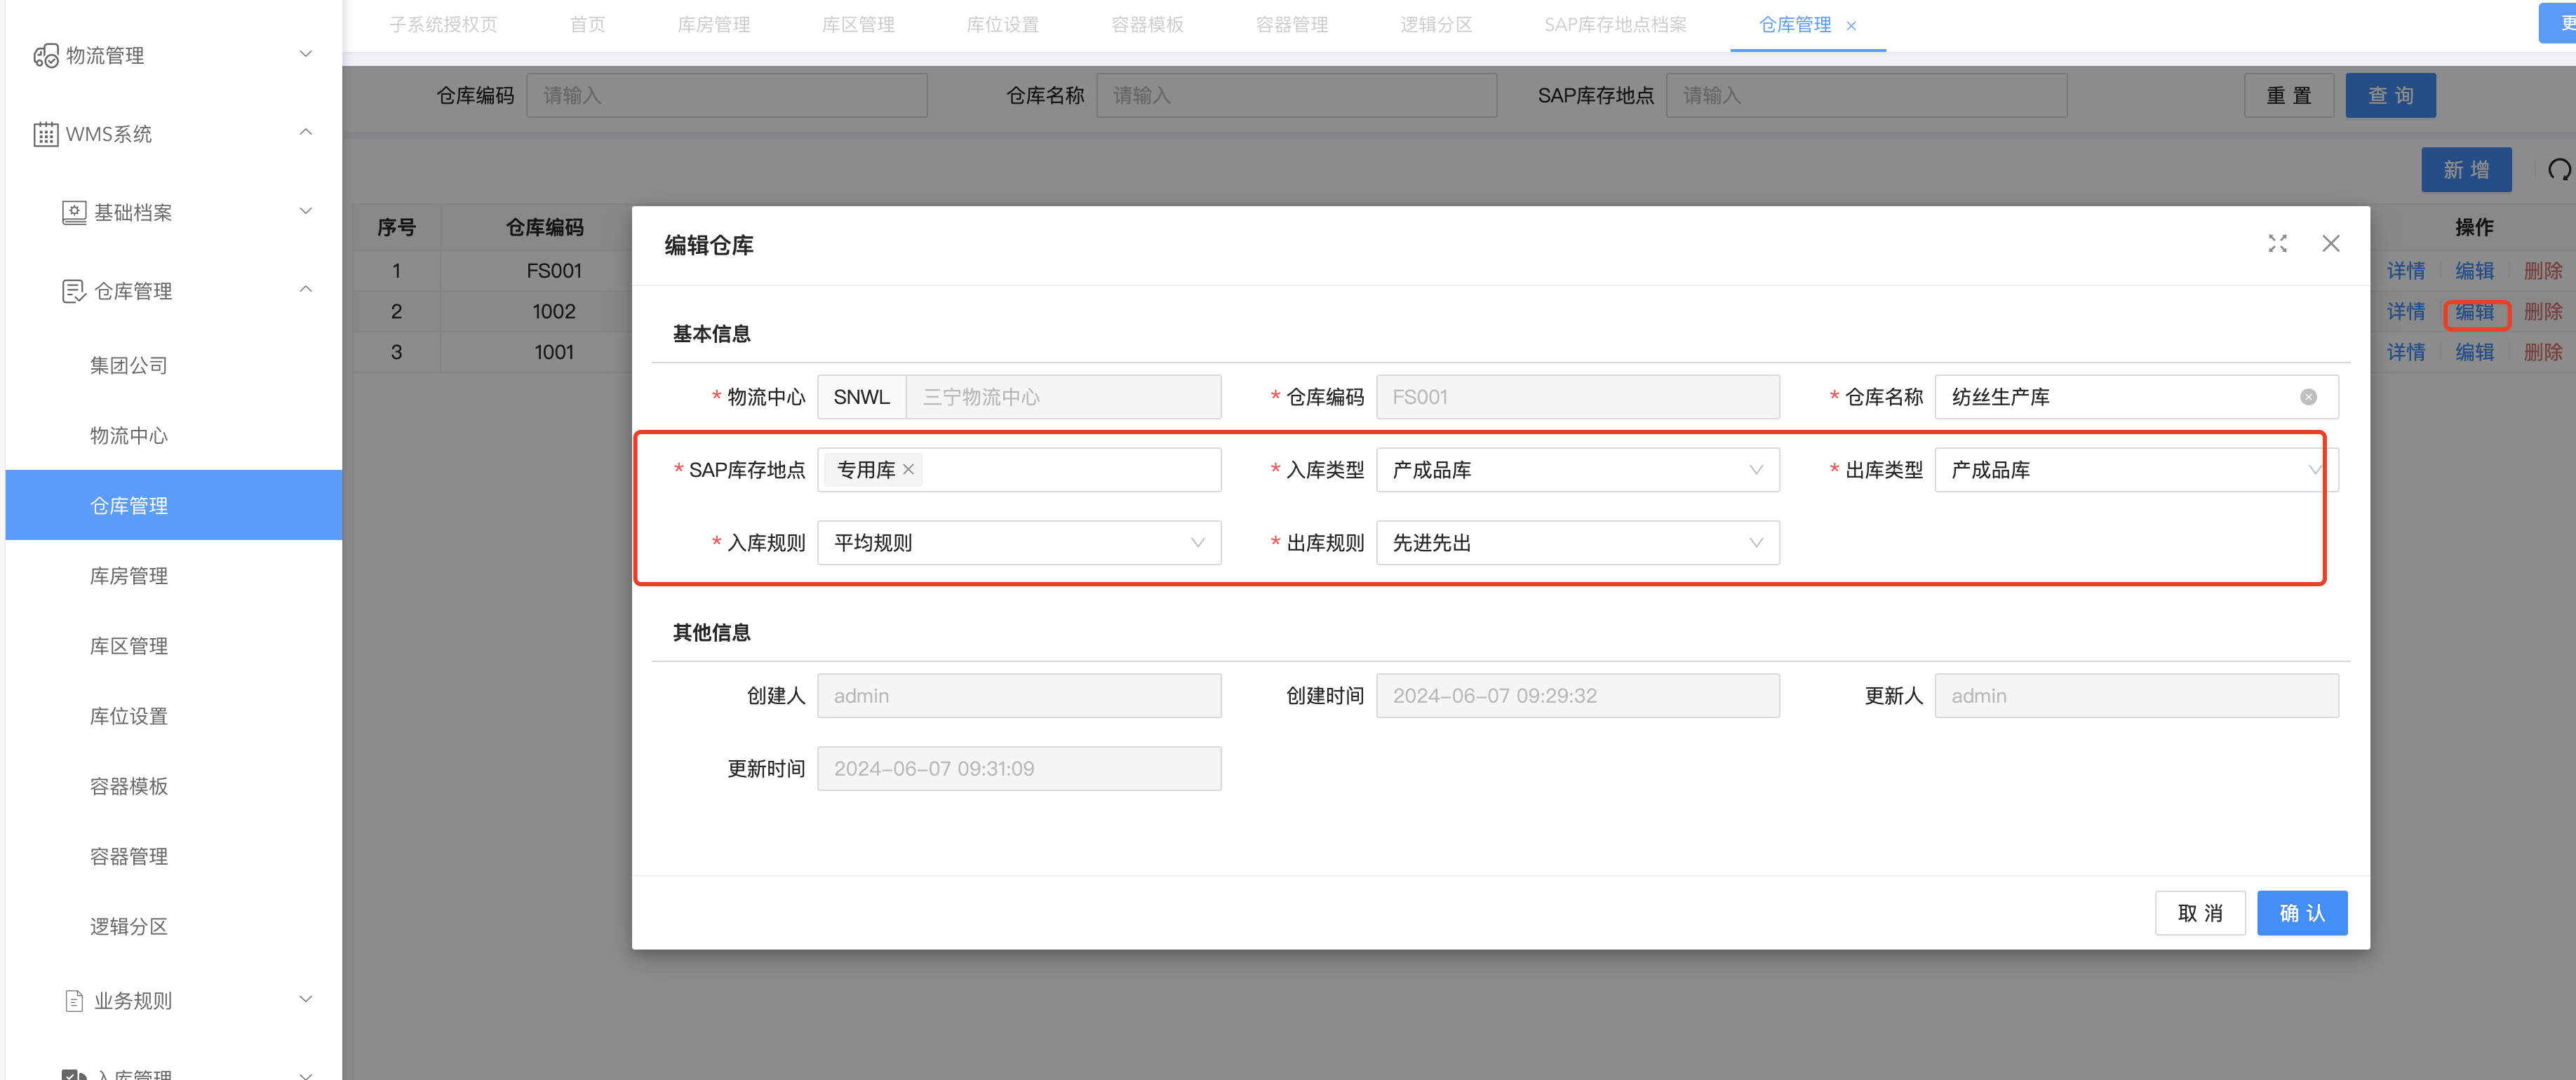 子系统授权页 首页 库房管理 库区管理 库位设置 容器模板 容器管理 逻辑分区 SAP库存地点档案 仓库管理
物流管理
WMS系统
基础档案
仓库管理
集团公司
物流中心
仓库管理
库房管理
库区管理
库位设置
容器模板
容器管理
逻辑分区
业务规则
入库管理
仓库编码 请输入 仓库名称 请输入 SAP库存地点 请输入 重 置 查 询
新 增
序号 仓库编码 操作
1 FS001 详情 编辑 删除
2 1002 详情 编辑 删除
3 1001 详情 编辑 删除
编辑仓库
基本信息
* 物流中心 SNWL 三宁物流中心 * 仓库编码 FS001 * 仓库名称 纺丝生产库
* SAP库存地点 专用库 * 入库类型 产成品库 * 出库类型 产成品库
* 入库规则 平均规则 * 出库规则 先进先出
其他信息
创建人 admin 创建时间 2024-06-07 09:29:32 更新人 admin
更新时间 2024-06-07 09:31:09
取 消 确 认